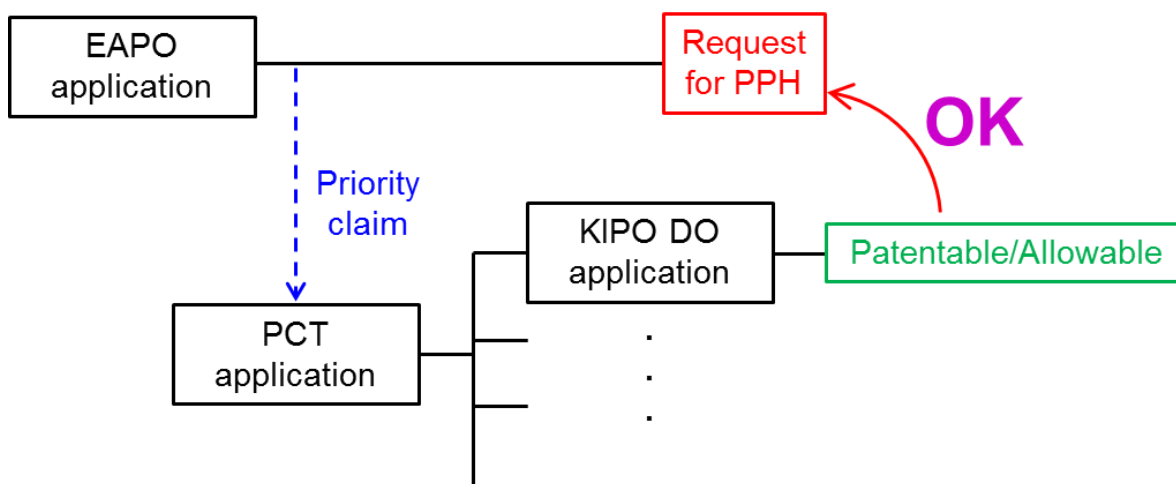 EAPO
application
Request
for PPH
OK
Priority
claim
KIPO DO
application
Patentable/Allowable
PCT
application